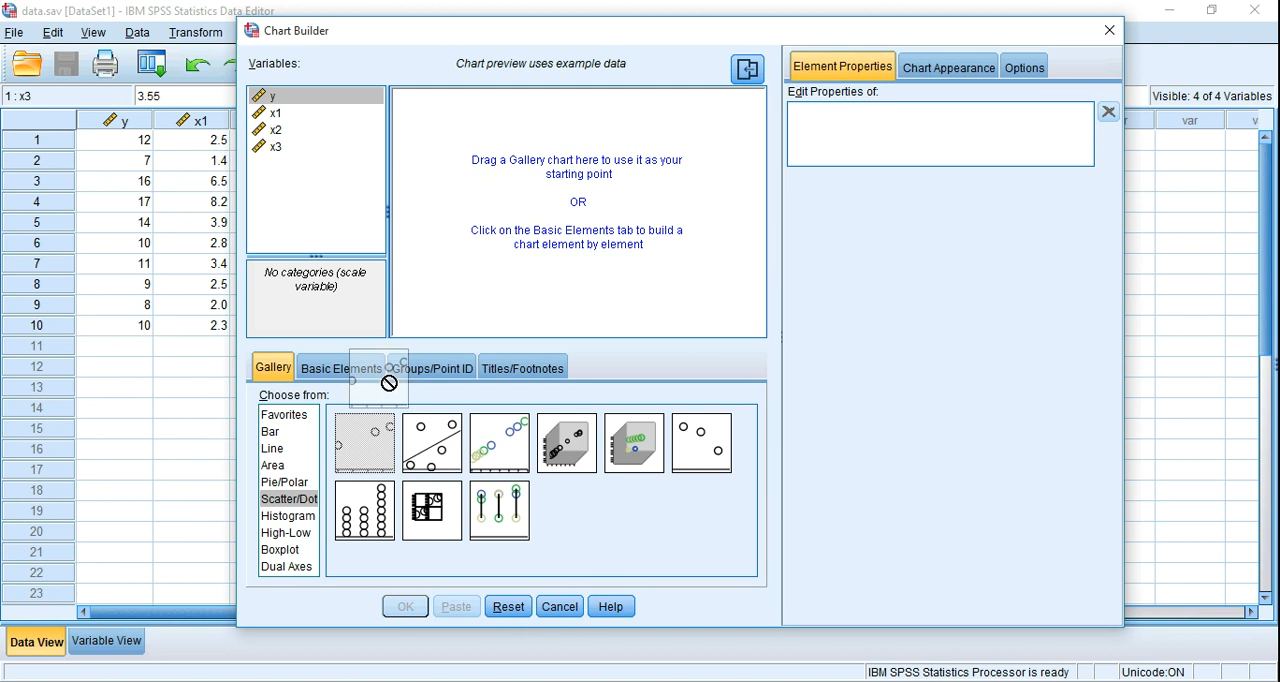 data.sav [DataSet1] - IBM SPSS Statistics Data Editor
File Edit View Data Transform
1 : x3 3.55
Visible: 4 of 4 Variables
y x1 var
1 12 2.5
2 7 1.4
3 16 6.5
4 17 8.2
5 14 3.9
6 10 2.8
7 11 3.4
8 9 2.5
9 8 2.0
10 10 2.3
11
12
13
14
15
16
17
18
19
20
21
22
23
Data View Variable View
IBM SPSS Statistics Processor is ready Unicode:ON
Chart Builder
Variables: Chart preview uses example data
y
x1
x2
x3
No categories (scale
variable)
Drag a Gallery chart here to use it as your
starting point
OR
Click on the Basic Elements tab to build a
chart element by element
Gallery Basic Elements Groups/Point ID Titles/Footnotes
Choose from:
Favorites
Bar
Line
Area
Pie/Polar
Scatter/Dot
Histogram
High-Low
Boxplot
Dual Axes
OK Paste Reset Cancel Help
Element Properties Chart Appearance Options
Edit Properties of: